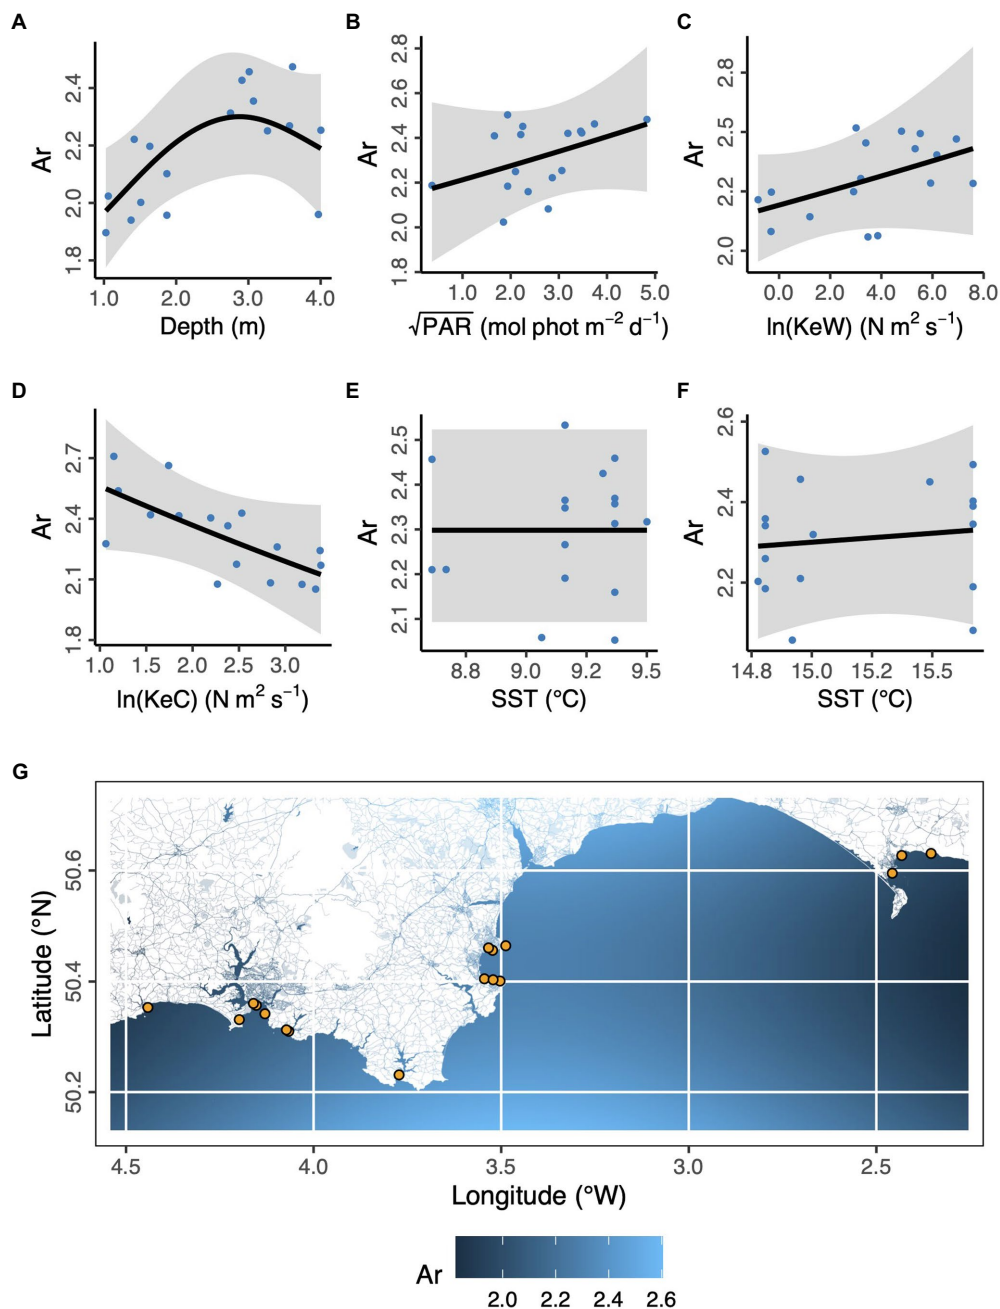 A
B
C
Ar
2.4
2.2
2.0
1.8
1.0 2.0 3.0 4.0
Depth (m)
Ar
2.8
2.6
2.4
2.2
2.0
1.8
1.0 2.0 3.0 4.0 5.0
√PAR (mol phot m⁻² d⁻¹)
Ar
2.8
2.5
2.2
2.0
0.0 2.0 4.0 6.0 8.0
ln(KeW) (N m² s⁻¹)
D
E
F
Ar
2.7
2.4
2.1
1.8
1.0 1.5 2.0 2.5 3.0
ln(KeC) (N m² s⁻¹)
Ar
2.5
2.4
2.3
2.2
2.1
8.8 9.0 9.2 9.5
SST (°C)
Ar
2.6
2.4
2.2
14.8 15.0 15.2 15.5
SST (°C)
G
Latitude (°N)
50.6
50.4
50.2
4.5 4.0 3.5 3.0 2.5
Longitude (°W)
Ar
2.0 2.2 2.4 2.6